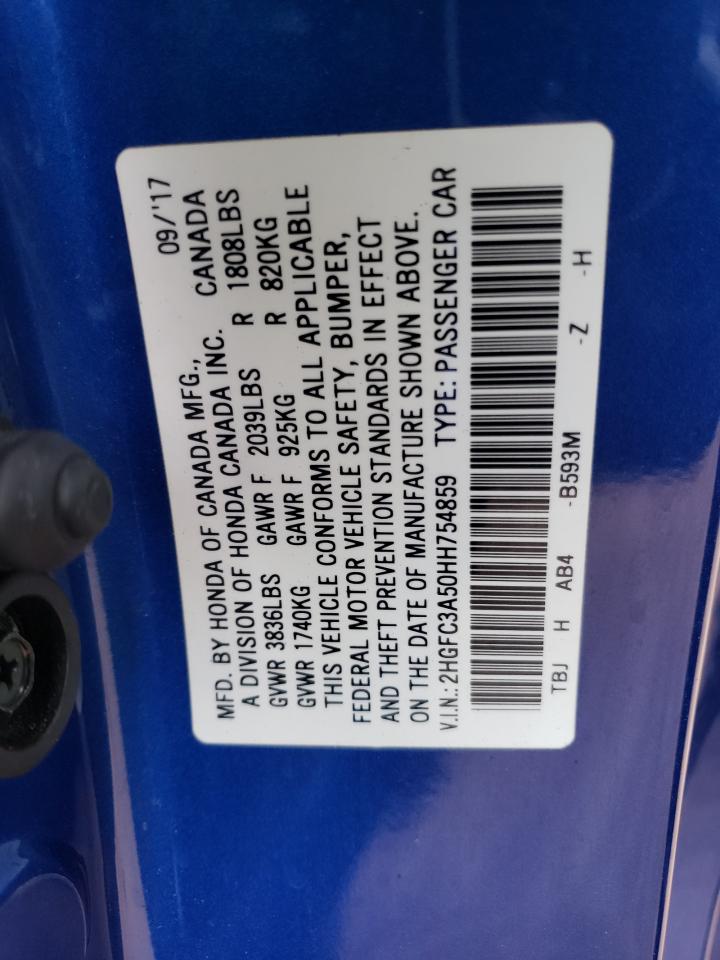 09/'17
MFD. BY HONDA OF CANADA MFG.,
A DIVISION OF HONDA CANADA INC. CANADA
GVWR 3836LBS GAWR F 2039LBS R 1808LBS
GVWR 1740KG GAWR F 925KG R 820KG
THIS VEHICLE CONFORMS TO ALL APPLICABLE
FEDERAL MOTOR VEHICLE SAFETY, BUMPER,
AND THEFT PREVENTION STANDARDS IN EFFECT
ON THE DATE OF MANUFACTURE SHOWN ABOVE.
V.I.N.: 2HGFC3A50HH754859 TYPE: PASSENGER CAR
TBJ H AB4 -B593M -Z -H